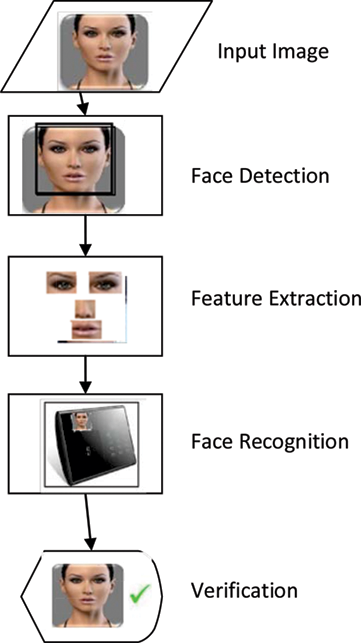 Input Image
Face Detection
Feature Extraction
Face Recognition
Verification